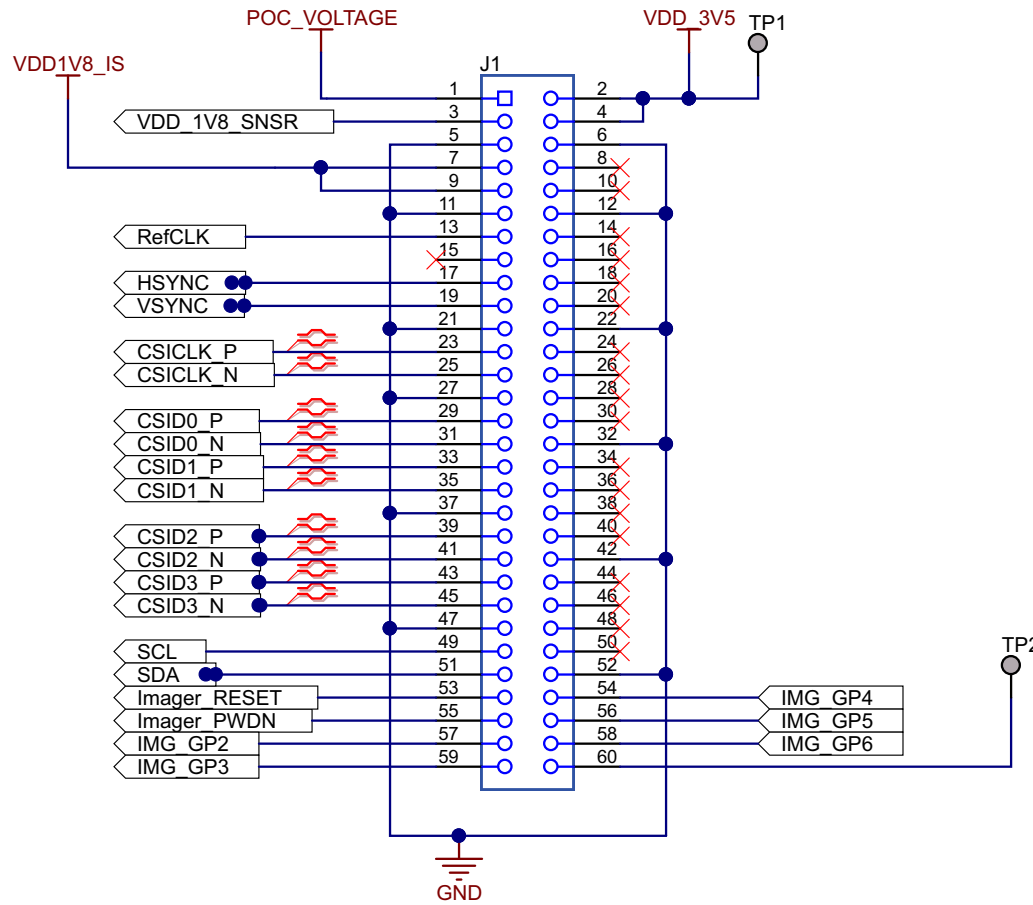 POC_VOLTAGE VDD_3V5 TP1
VDD1V8_IS J1
1 2
VDD_1V8_SNSR 3 4
5 6
7 8
9 10
11 12
RefCLK 13 14
15 16
HSYNC 17 18
VSYNC 19 20
21 22
CSICLK_P 23 24
CSICLK_N 25 26
27 28
CSID0_P 29 30
CSID0_N 31 32
CSID1_P 33 34
CSID1_N 35 36
37 38
CSID2_P 39 40
CSID2_N 41 42
CSID3_P 43 44
CSID3_N 45 46
47 48
SCL 49 50 TP2
SDA 51 52
Imager_RESET 53 54 IMG_GP4
Imager_PWDN 55 56 IMG_GP5
IMG_GP2 57 58 IMG_GP6
IMG_GP3 59 60
GND